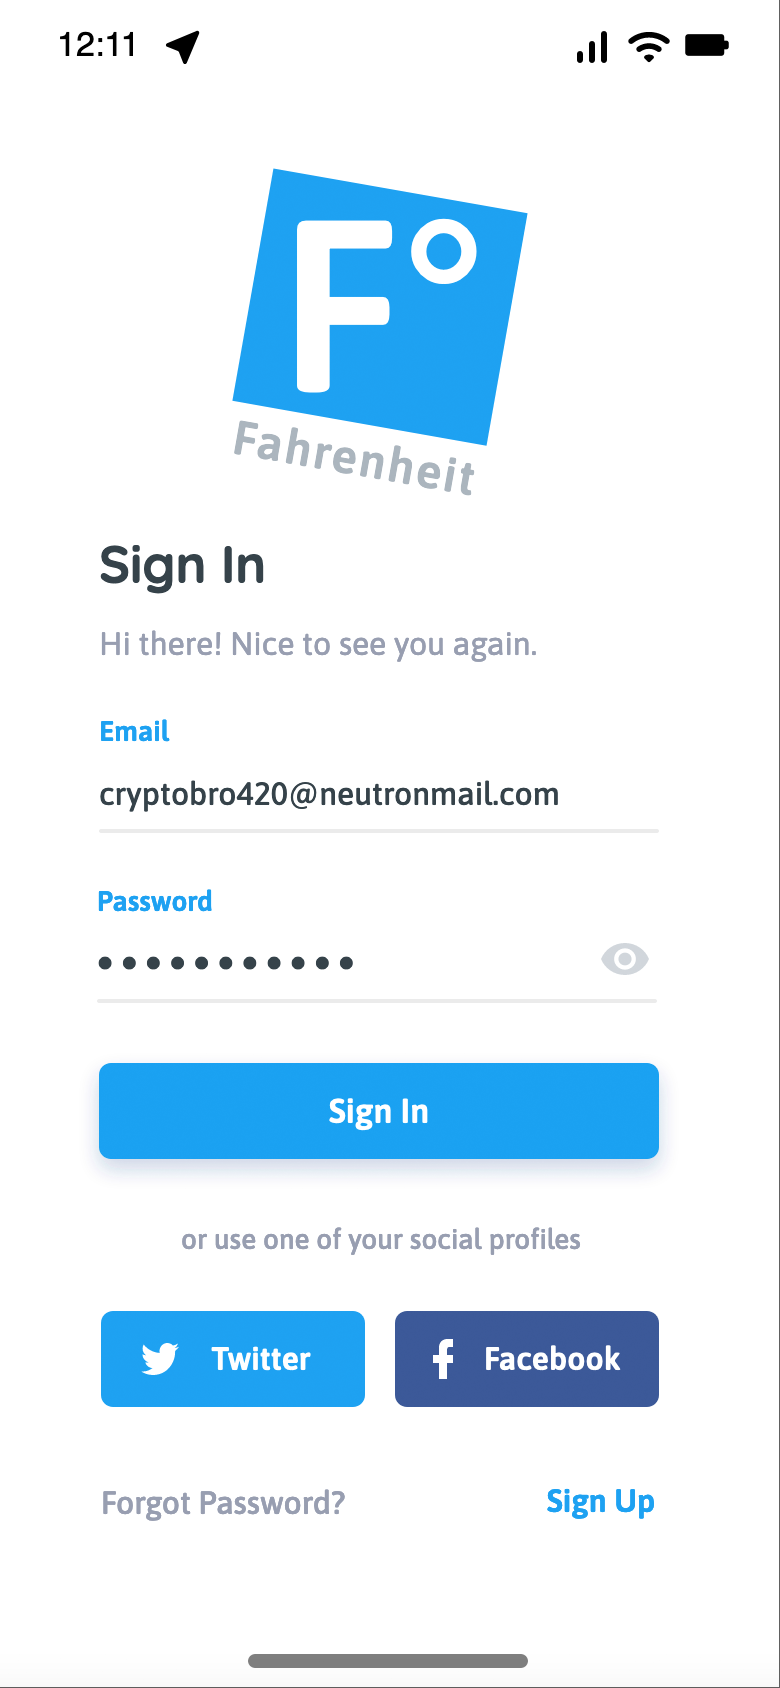 12:11
F°
Fahrenheit
Sign In
Hi there! Nice to see you again.
Email
cryptobro420@neutronmail.com
Password
●●●●●●●●●●●
Sign In
or use one of your social profiles
Twitter
Facebook
Forgot Password?
Sign Up